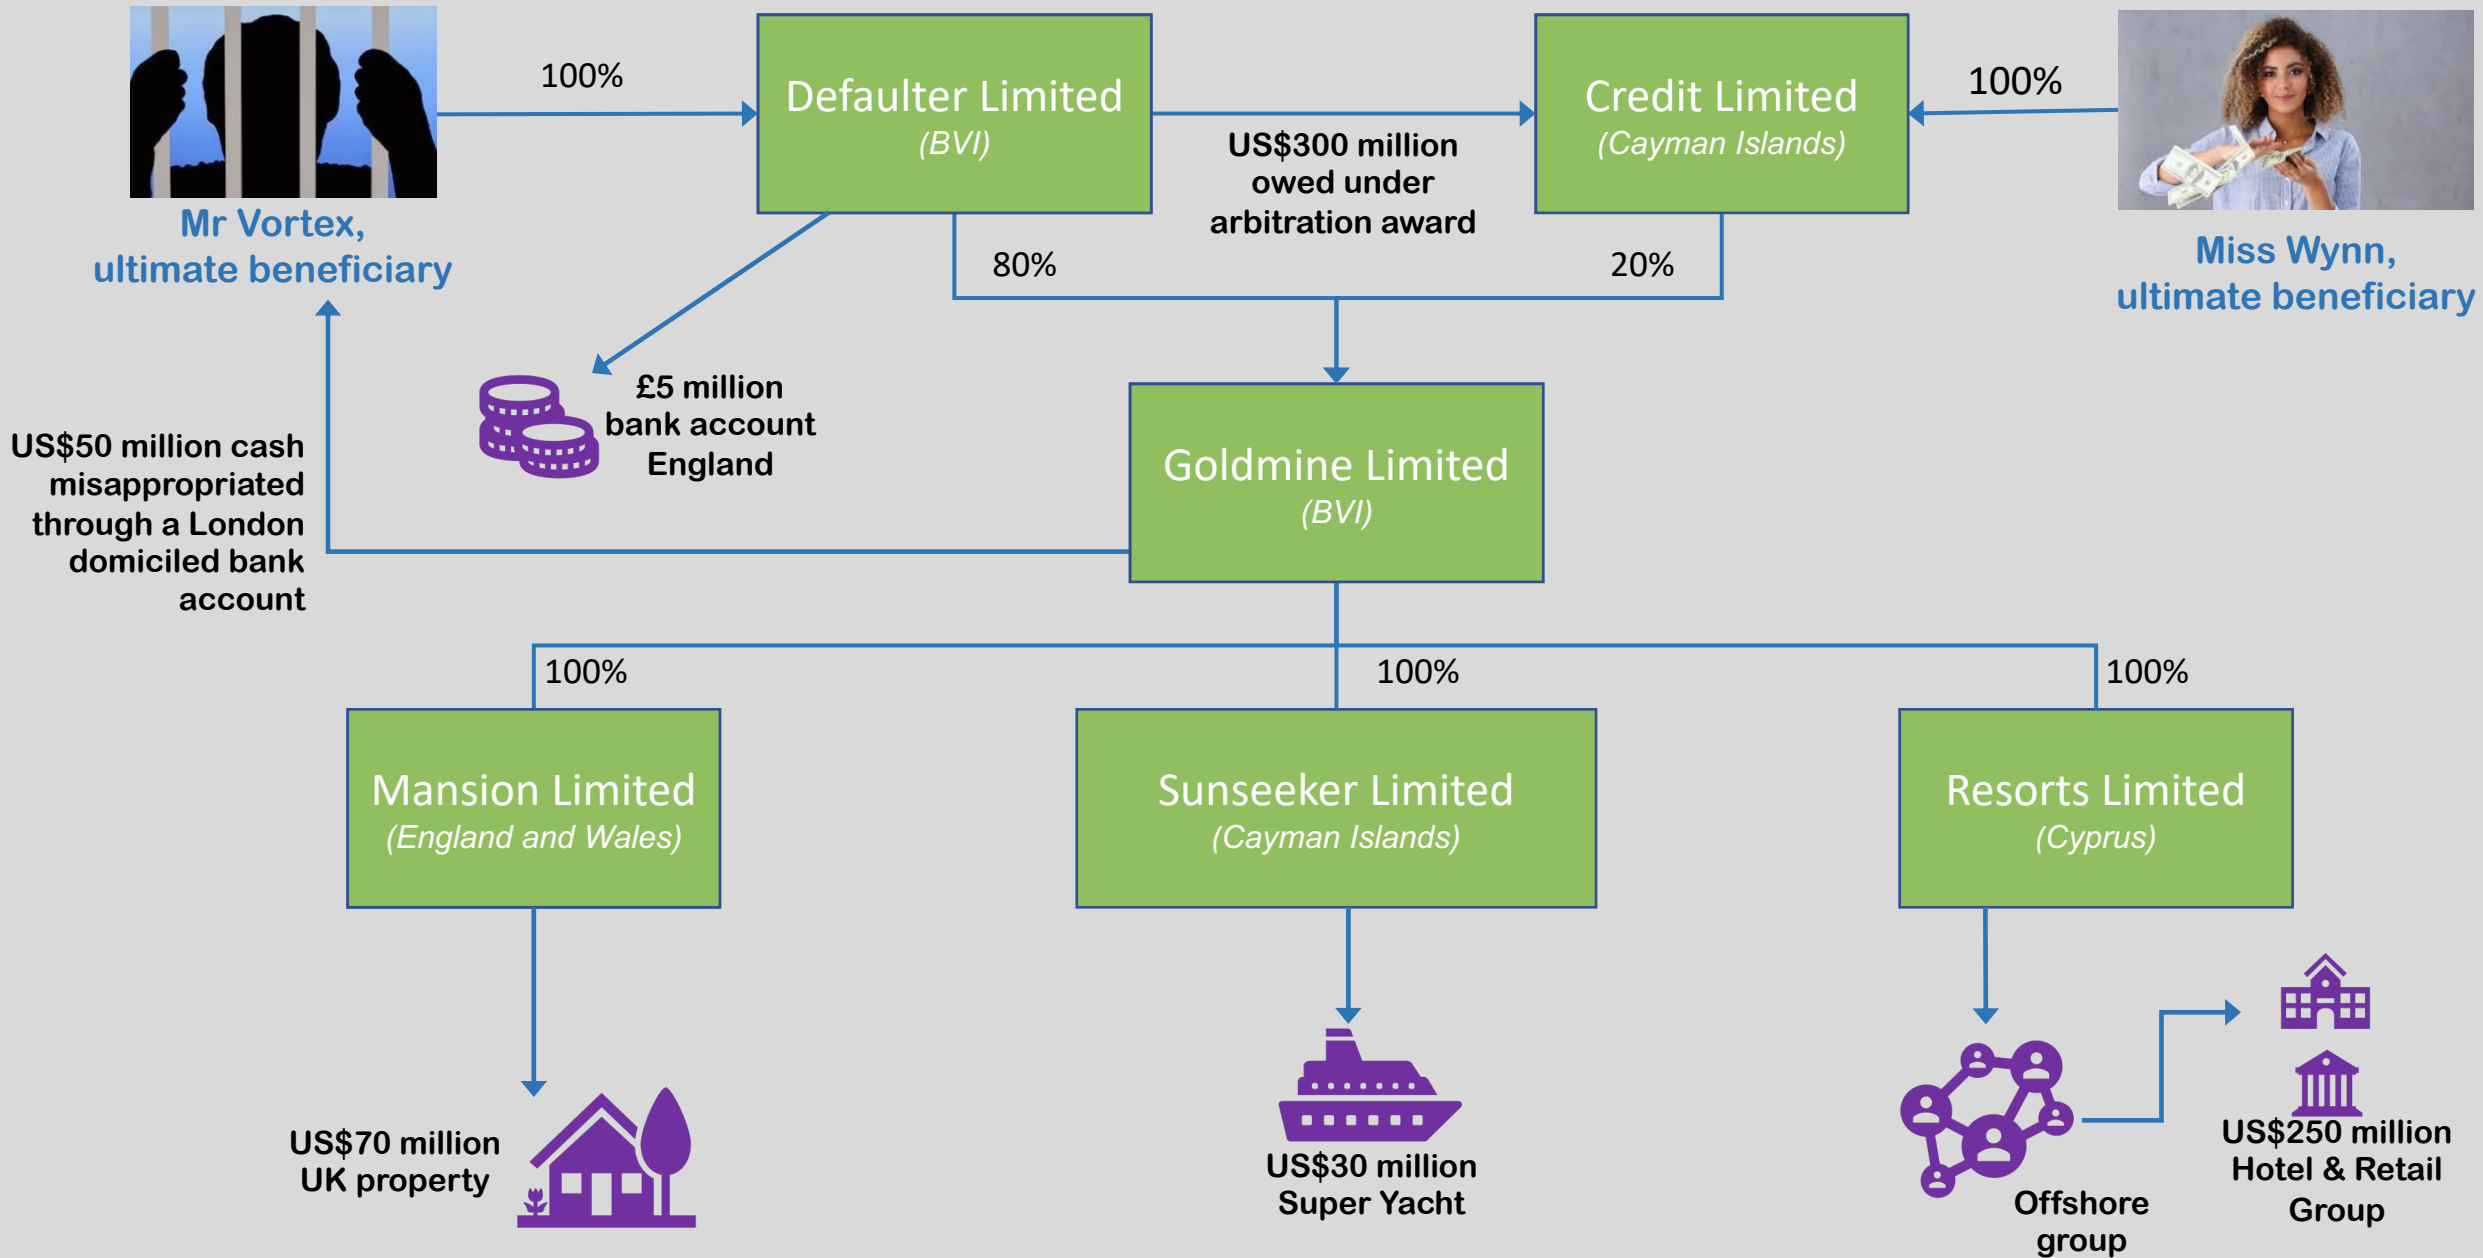 100%
Defaulter Limited
(BVI)
Credit Limited
(Cayman Islands)
100%
US$300 million
owed under
arbitration award
Mr Vortex,
ultimate beneficiary
Miss Wynn,
ultimate beneficiary
80%
20%
£5 million
bank account
England
US$50 million cash
misappropriated
through a London
domiciled bank
account
Goldmine Limited
(BVI)
100%
100%
100%
Mansion Limited
(England and Wales)
Sunseeker Limited
(Cayman Islands)
Resorts Limited
(Cyprus)
US$70 million
UK property
US$30 million
Super Yacht
Offshore
group
US$250 million
Hotel & Retail
Group